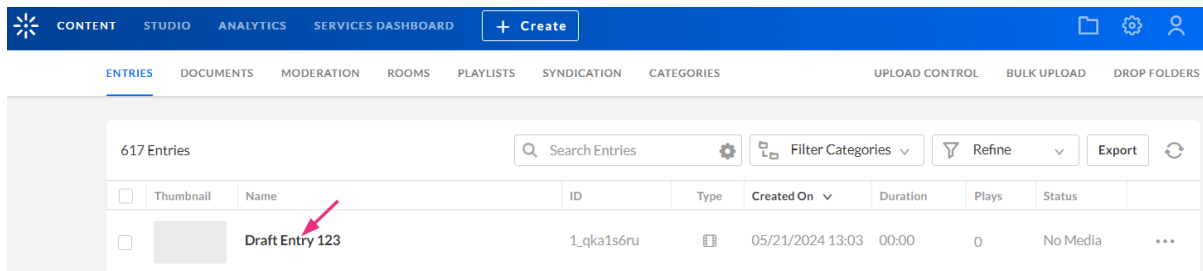 CONTENT STUDIO ANALYTICS SERVICES DASHBOARD + Create
ENTRIES DOCUMENTS MODERATION ROOMS PLAYLISTS SYNDICATION CATEGORIES UPLOAD CONTROL BULK UPLOAD DROP FOLDERS
617 Entries Search Entries Filter Categories Refine Export
Thumbnail Name ID Type Created On Duration Plays Status
Draft Entry 123 1_qka1s6ru 05/21/2024 13:03 00:00 0 No Media